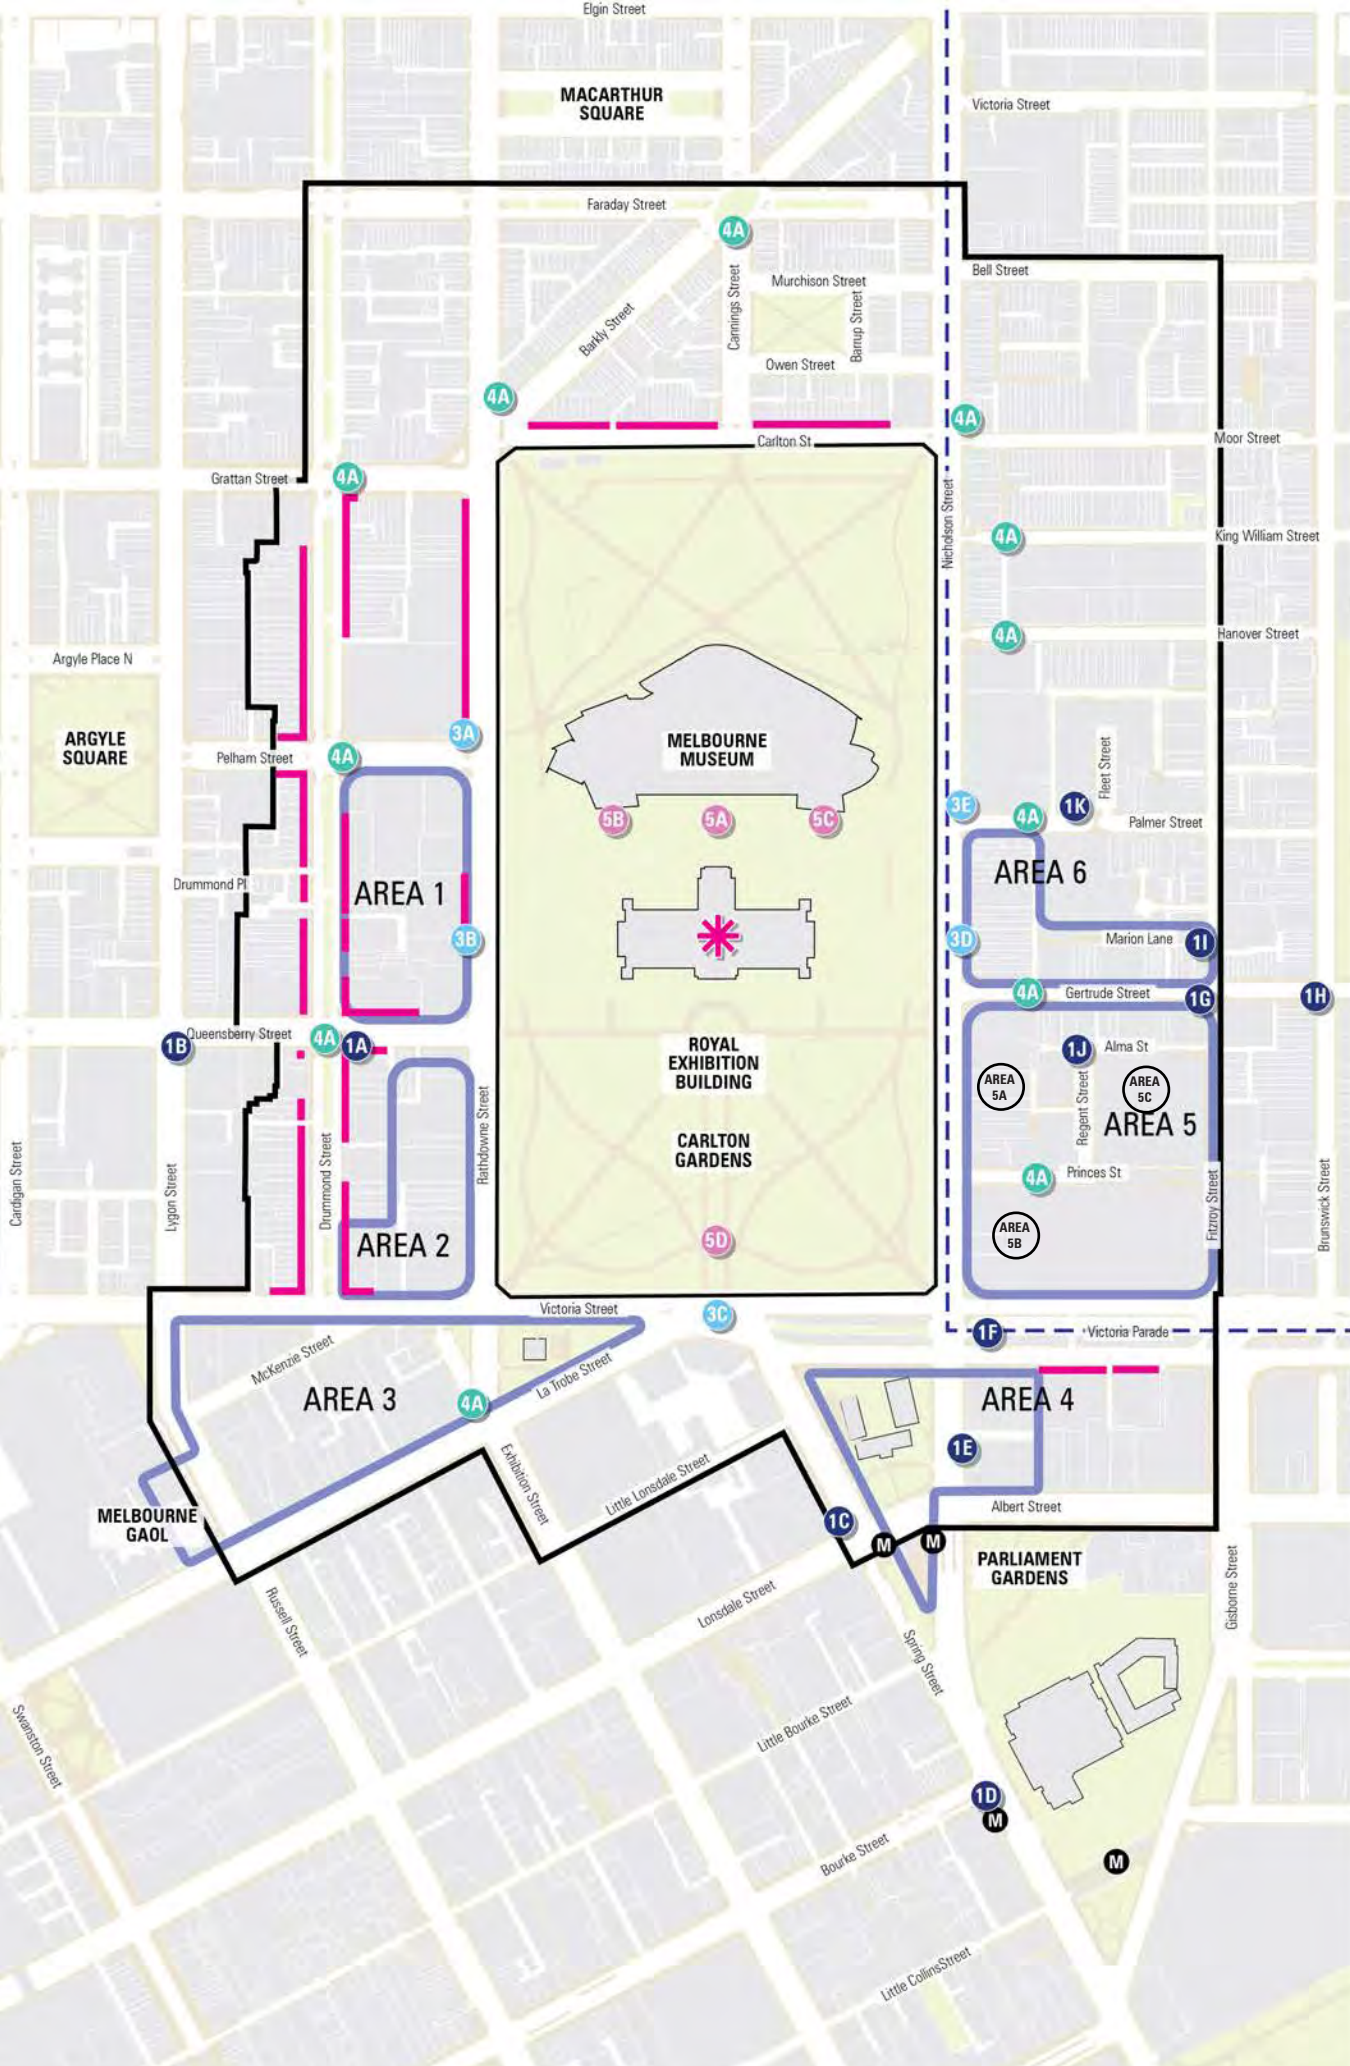 Elgin Street
MACARTHUR
SQUARE
Victoria Street
Faraday Street
4A
Bell Street
Murchison Street
Cannings Street
Barrup Street
Barkly Street
Owen Street
4A
4A
Carlton St
Moor Street
Grattan Street
4A
Nicholson Street
4A
King William Street
4A
Hanover Street
Argyle Place N
ARGYLE
SQUARE
3A
MELBOURNE
MUSEUM
Pelham Street
4A
Fleet Street
5B
5A
5C
3E
4A
1K
Palmer Street
Drummond Pl
AREA 1
AREA 6
3B
3D
Marion Lane
1I
4A
Gertrude Street
1G
1H
1B
Queensberry Street
4A
1A
ROYAL
EXHIBITION
BUILDING
1J
Alma St
AREA
5A
AREA
5C
Regent Street
AREA 5
Rathdowne Street
CARLTON
GARDENS
Cardigan Street
Lygon Street
Drummond Street
4A
Princes St
Fitzroy Street
Brunswick Street
AREA 2
5D
AREA
5B
Victoria Street
3C
1F
Victoria Parade
McKenzie Street
La Trobe Street
AREA 3
4A
AREA 4
1E
Exhibition Street
Little Lonsdale Street
Albert Street
MELBOURNE
GAOL
1C
M
M
PARLIAMENT
GARDENS
Gisborne Street
Russell Street
Lonsdale Street
Spring Street
Swanston Street
Little Bourke Street
1D
M
Bourke Street
M
Little CollinsStreet